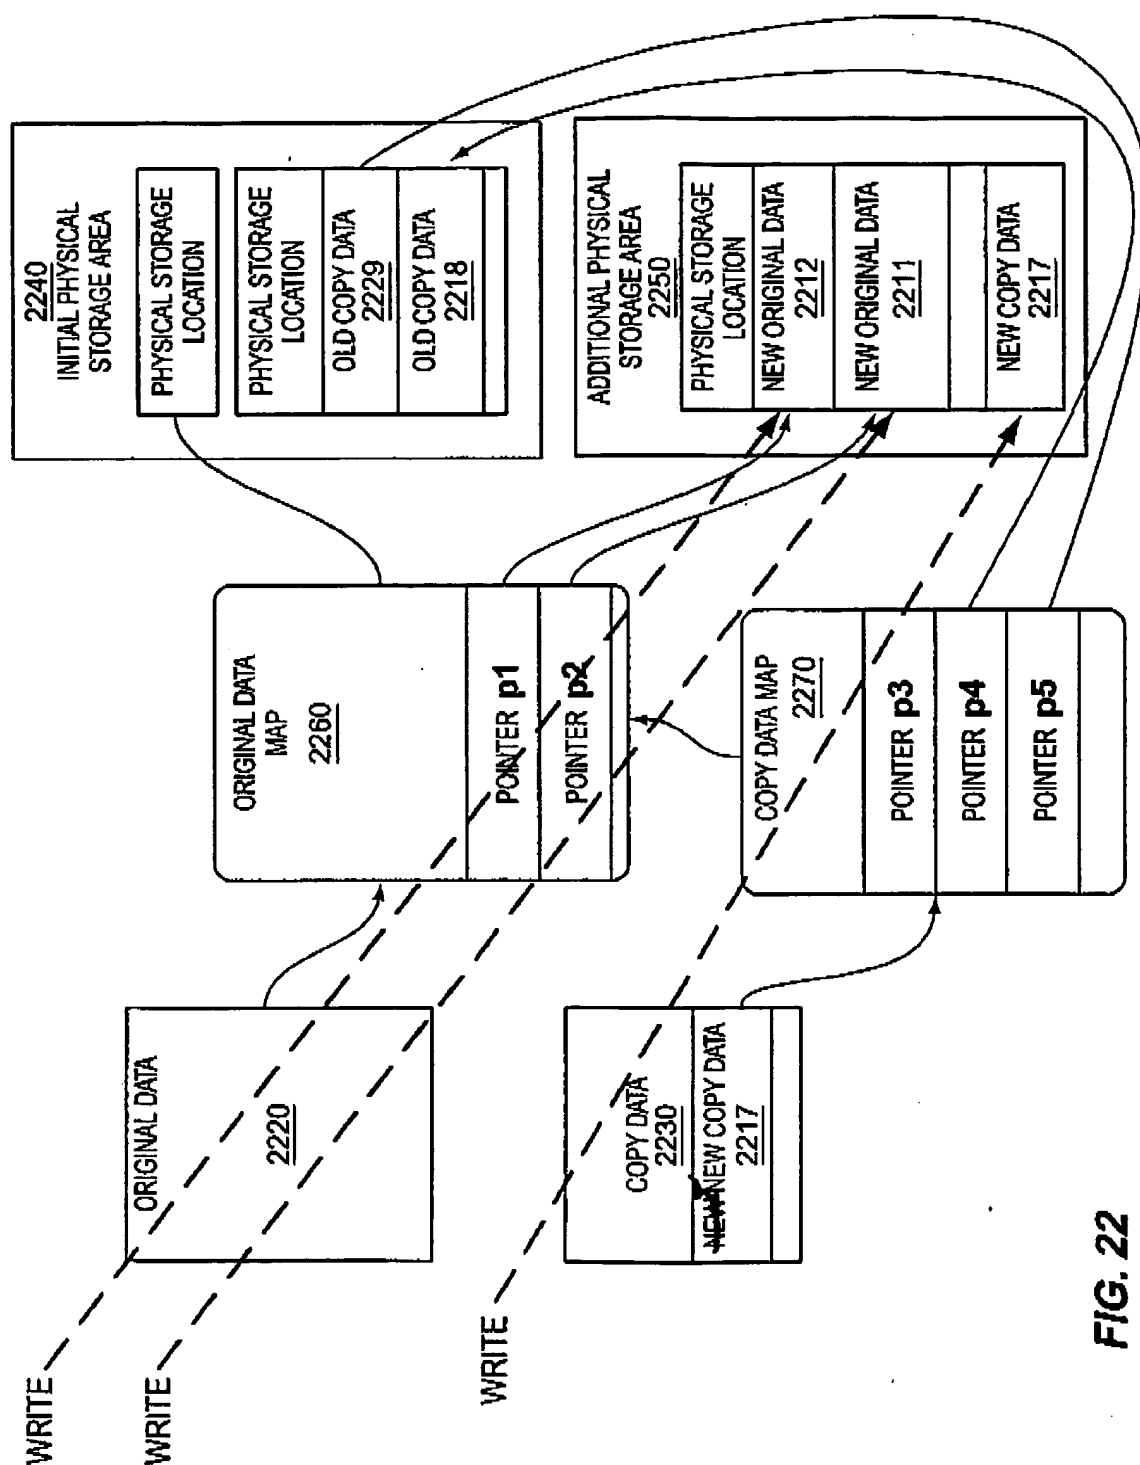 WRITE
WRITE
WRITE
ORIGINAL DATA
2220
COPY DATA
2230
NEW NEW COPY DATA
2217
ORIGINAL DATA
MAP
2260
POINTER p1
POINTER p2
COPY DATA MAP
2270
POINTER p3
POINTER p4
POINTER p5
2240
INITIAL PHYSICAL
STORAGE AREA
PHYSICAL STORAGE
LOCATION
PHYSICAL STORAGE
LOCATION
OLD COPY DATA
2229
OLD COPY DATA
2218
ADDITIONAL PHYSICAL
STORAGE AREA
2250
PHYSICAL STORAGE
LOCATION
NEW ORIGINAL DATA
2212
NEW ORIGINAL DATA
2211
NEW COPY DATA
2217
FIG. 22